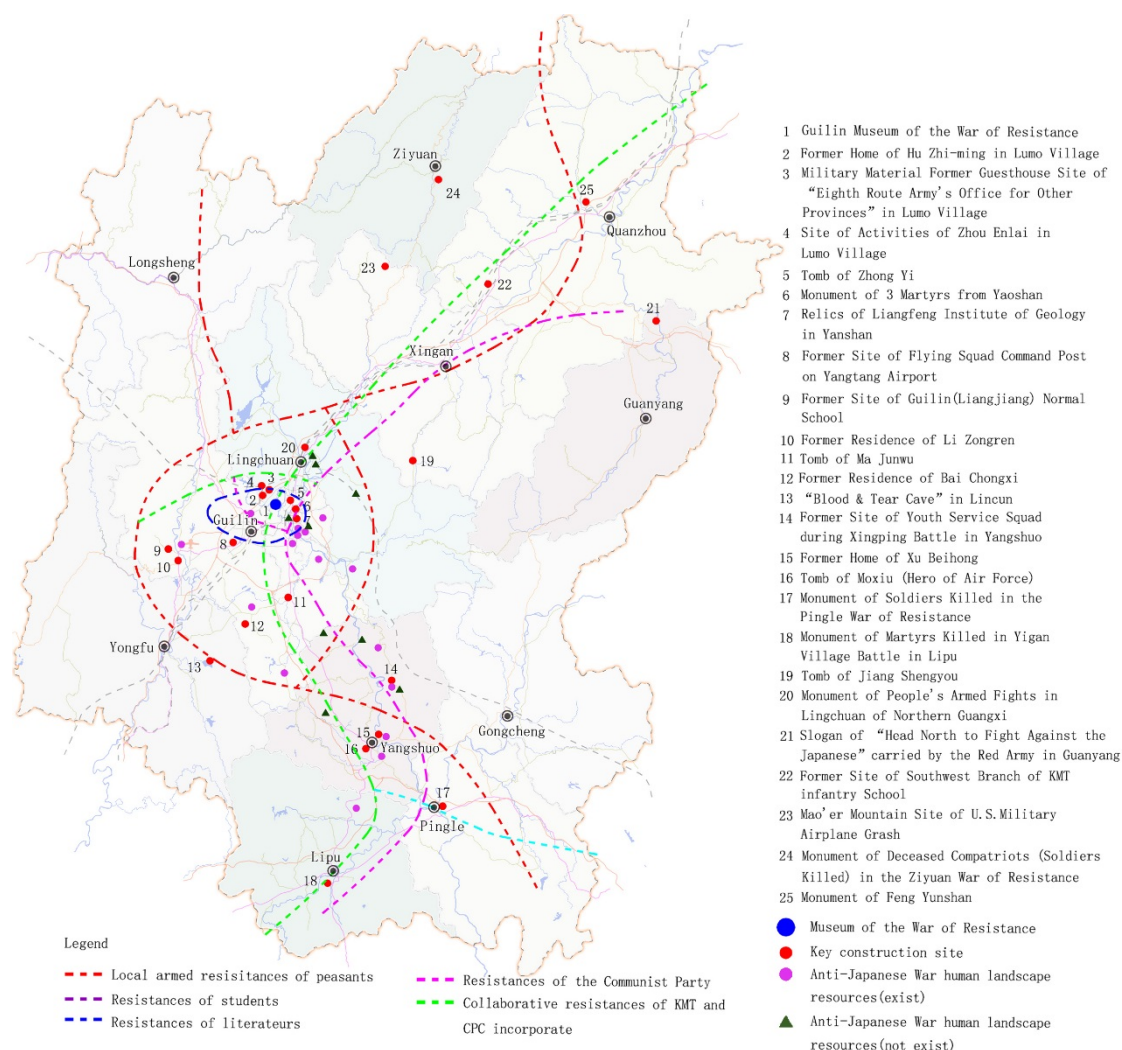 Ziyuan
24
25
Quanzhou
Longsheng
23
22
21
Xingan
Guanyang
20
Lingchuan
19
4
3
2
5
1
6
7
Guilin
8
9
10
11
12
Yongfu
13
14
Gongcheng
15
16
Yangshuo
17
Pingle
Lipu
18
1 Guilin Museum of the War of Resistance
2 Former Home of Hu Zhi-ming in Lumo Village
3 Military Material Former Guesthouse Site of
“Eighth Route Army's Office for Other
Provinces” in Lumo Village
4 Site of Activities of Zhou Enlai in
Lumo Village
5 Tomb of Zhong Yi
6 Monument of 3 Martyrs from Yaoshan
7 Relics of Liangfeng Institute of Geology
in Yanshan
8 Former Site of Flying Squad Command Post
on Yangtang Airport
9 Former Site of Guilin(Liangjiang) Normal
School
10 Former Residence of Li Zongren
11 Tomb of Ma Junwu
12 Former Residence of Bai Chongxi
13 “Blood & Tear Cave” in Lincun
14 Former Site of Youth Service Squad
during Xingping Battle in Yangshuo
15 Former Home of Xu Beihong
16 Tomb of Moxiu (Hero of Air Force)
17 Monument of Soldiers Killed in the
Pingle War of Resistance
18 Monument of Martyrs Killed in Yigan
Village Battle in Lipu
19 Tomb of Jiang Shengyou
20 Monument of People's Armed Fights in
Lingchuan of Northern Guangxi
21 Slogan of “Head North to Fight Against the
Japanese” carried by the Red Army in Guanyang
22 Former Site of Southwest Branch of KMT
infantry School
23 Mao'er Mountain Site of U.S.Military
Airplane Grash
24 Monument of Deceased Compatriots (Soldiers
Killed) in the Ziyuan War of Resistance
25 Monument of Feng Yunshan
Museum of the War of Resistance
Key construction site
Anti-Japanese War human landscape
resources(exist)
Anti-Japanese War human landscape
resources(not exist)
Legend
Local armed resisitances of peasants
Resistances of students
Resistances of literateurs
Resistances of the Communist Party
Collaborative resistances of KMT and
CPC incorporate